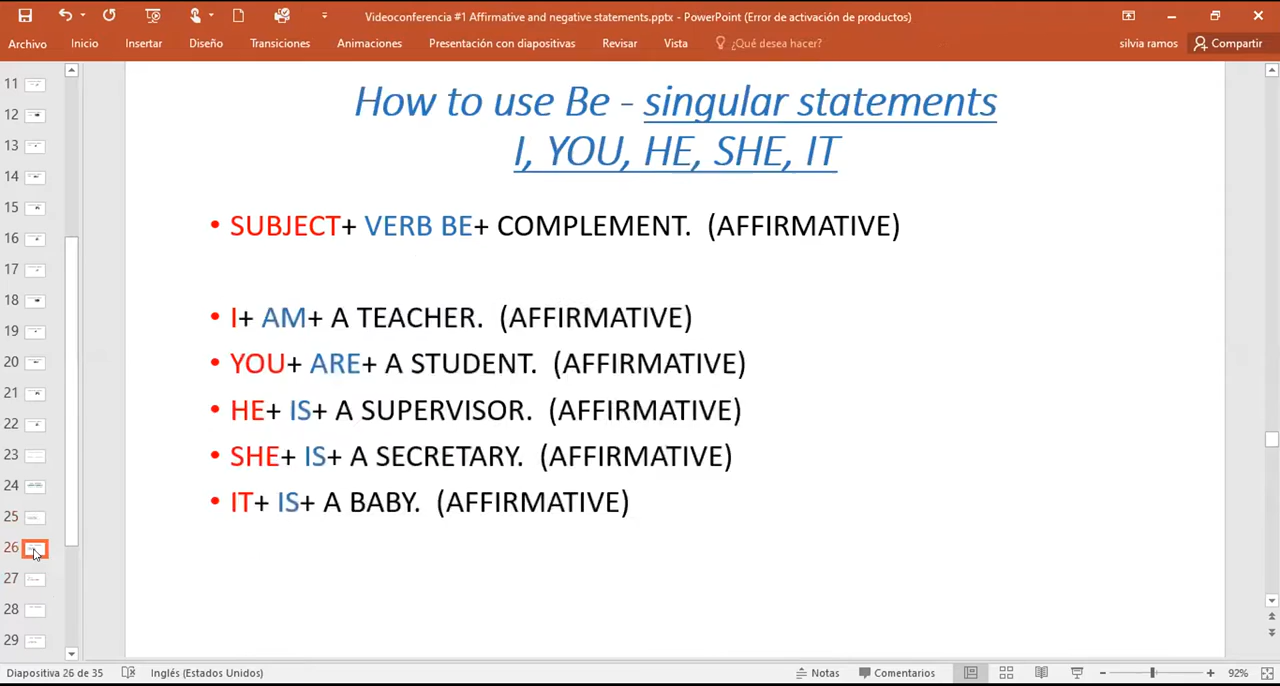 Videoconferencia #1 Affirmative and negative statements.pptx - PowerPoint (Error de activación de productos)
Archivo Inicio Insertar Diseño Transiciones Animaciones Presentación con diapositivas Revisar Vista ¿Qué desea hacer? silvia ramos Compartir
11
12
13
14
15
16
17
18
19
20
21
22
23
24
25
26
27
28
29
How to use Be - singular statements
I, YOU, HE, SHE, IT
• SUBJECT+ VERB BE+ COMPLEMENT. (AFFIRMATIVE)
• I+ AM+ A TEACHER. (AFFIRMATIVE)
• YOU+ ARE+ A STUDENT. (AFFIRMATIVE)
• HE+ IS+ A SUPERVISOR. (AFFIRMATIVE)
• SHE+ IS+ A SECRETARY. (AFFIRMATIVE)
• IT+ IS+ A BABY. (AFFIRMATIVE)
Diapositiva 26 de 35 Inglés (Estados Unidos) Notas Comentarios 92%